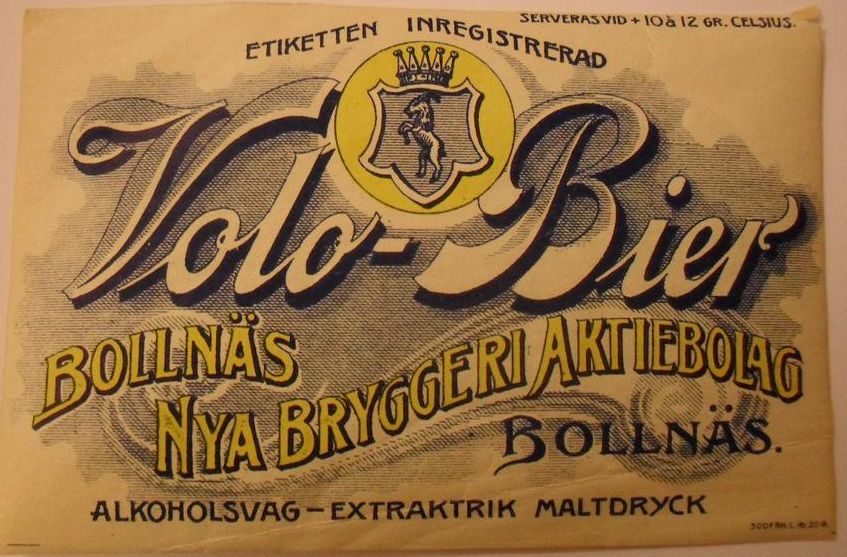 SERVERAS VID + 10 à 12 GR. CELSIUS.
ETIKETTEN INREGISTRERAD
Volo-Bier
BOLLNÄS
NYA BRYGGERI AKTIEBOLAG
BOLLNÄS.
ALKOHOLSVAG – EXTRAKTRIK MALTDRYCK